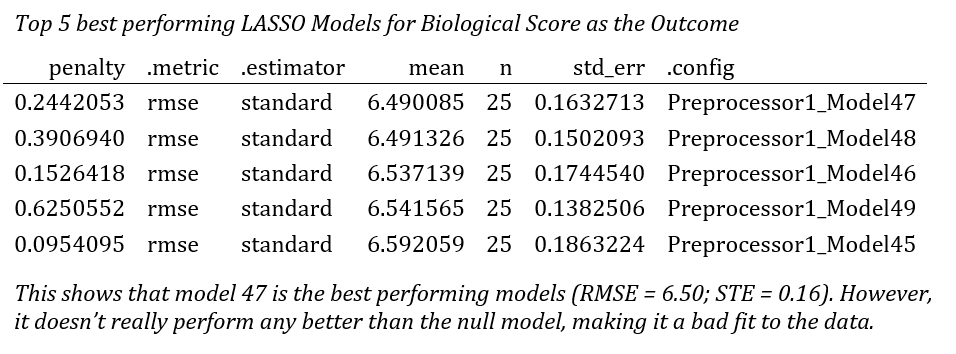 Top 5 best performing LASSO Models for Biological Score as the Outcome
penalty .metric .estimator mean n std_err .config
0.2442053 rmse standard 6.490085 25 0.1632713 Preprocessor1_Model47
0.3906940 rmse standard 6.491326 25 0.1502093 Preprocessor1_Model48
0.1526418 rmse standard 6.537139 25 0.1744540 Preprocessor1_Model46
0.6250552 rmse standard 6.541565 25 0.1382506 Preprocessor1_Model49
0.0954095 rmse standard 6.592059 25 0.1863224 Preprocessor1_Model45
This shows that model 47 is the best performing models (RMSE = 6.50; STE = 0.16). However,
it doesn’t really perform any better than the null model, making it a bad fit to the data.